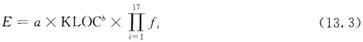 E = a × KLOC^b × ∏_{i=1}^{17} f_i (13.3)